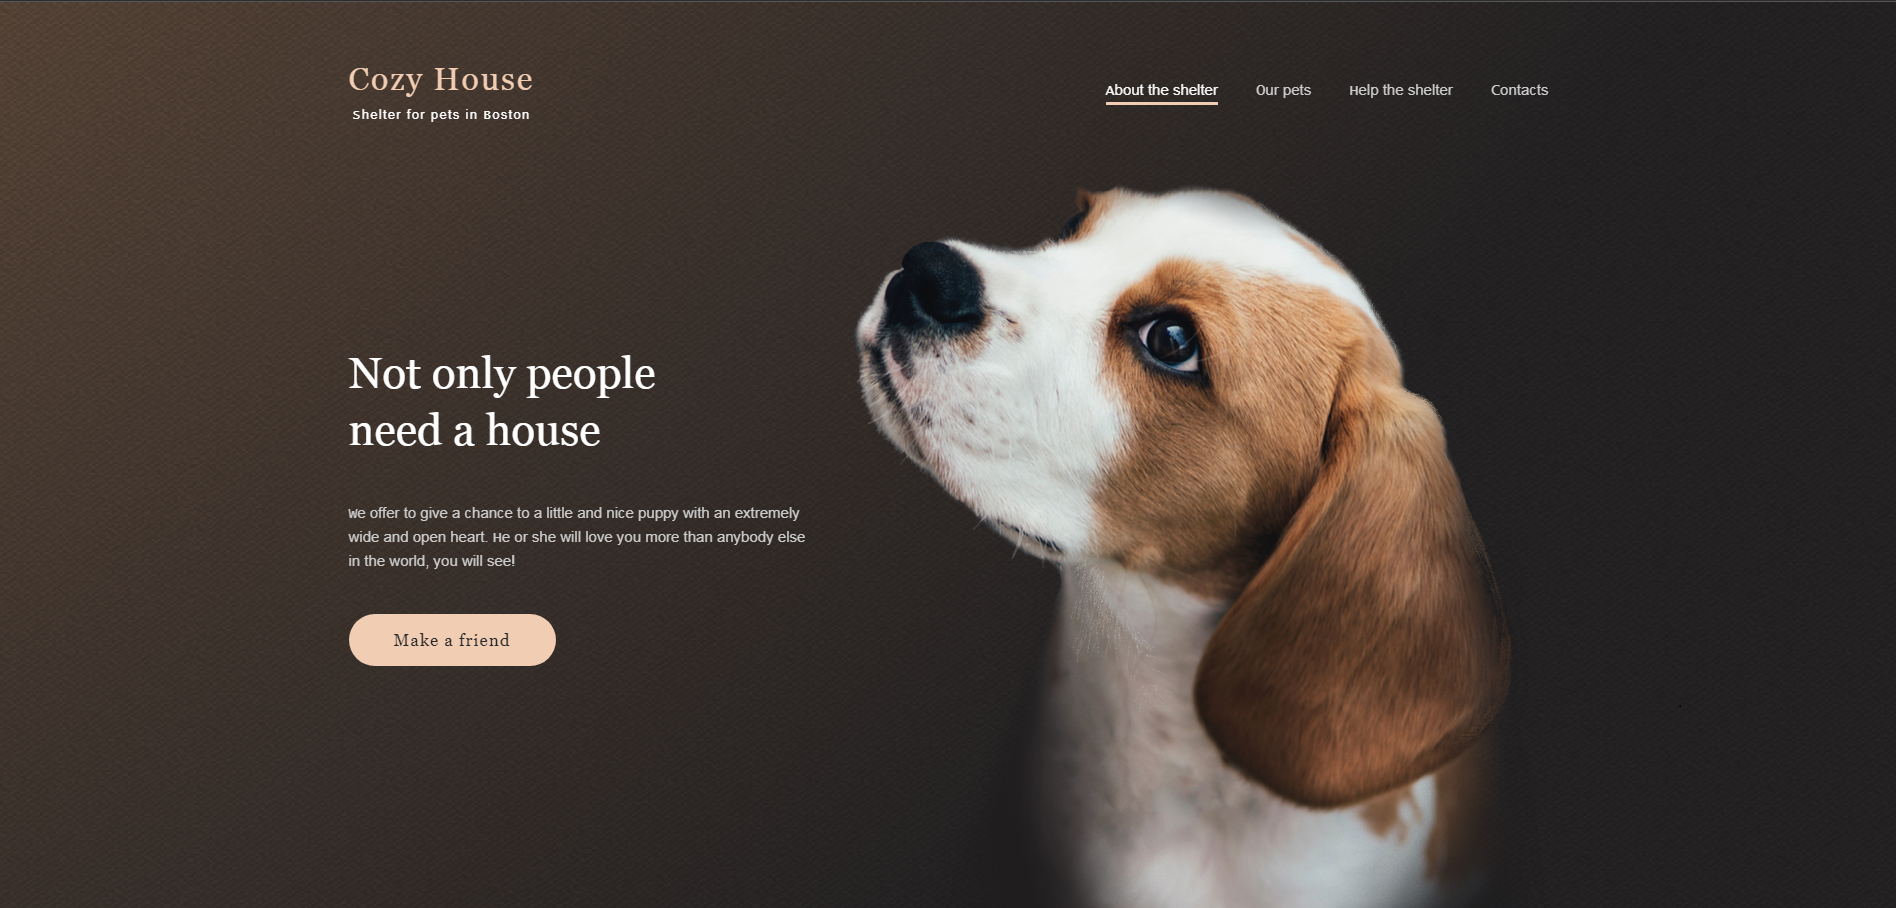 Cozy House
Shelter for pets in Boston
About the shelter
Our pets
Help the shelter
Contacts
Not only people
need a house
We offer to give a chance to a little and nice puppy with an extremely
wide and open heart. He or she will love you more than anybody else
in the world, you will see!
Make a friend